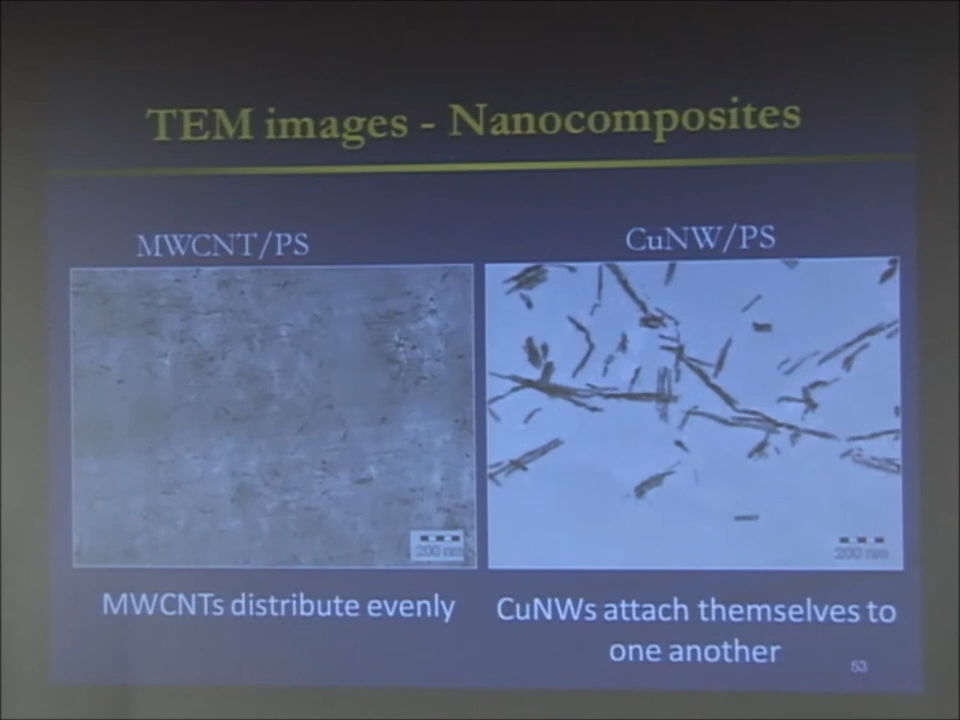 TEM images - Nanocomposites
MWCNT/PS
CuNW/PS
200 nm
200 nm
MWCNTs distribute evenly
CuNWs attach themselves to
one another
53